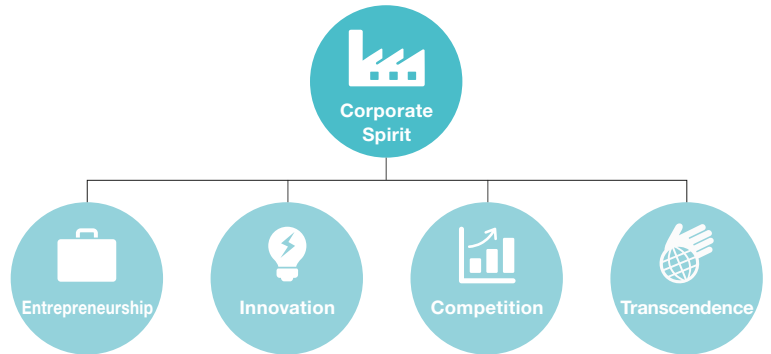 Corporate
Spirit
Entrepreneurship
Innovation
Competition
Transcendence